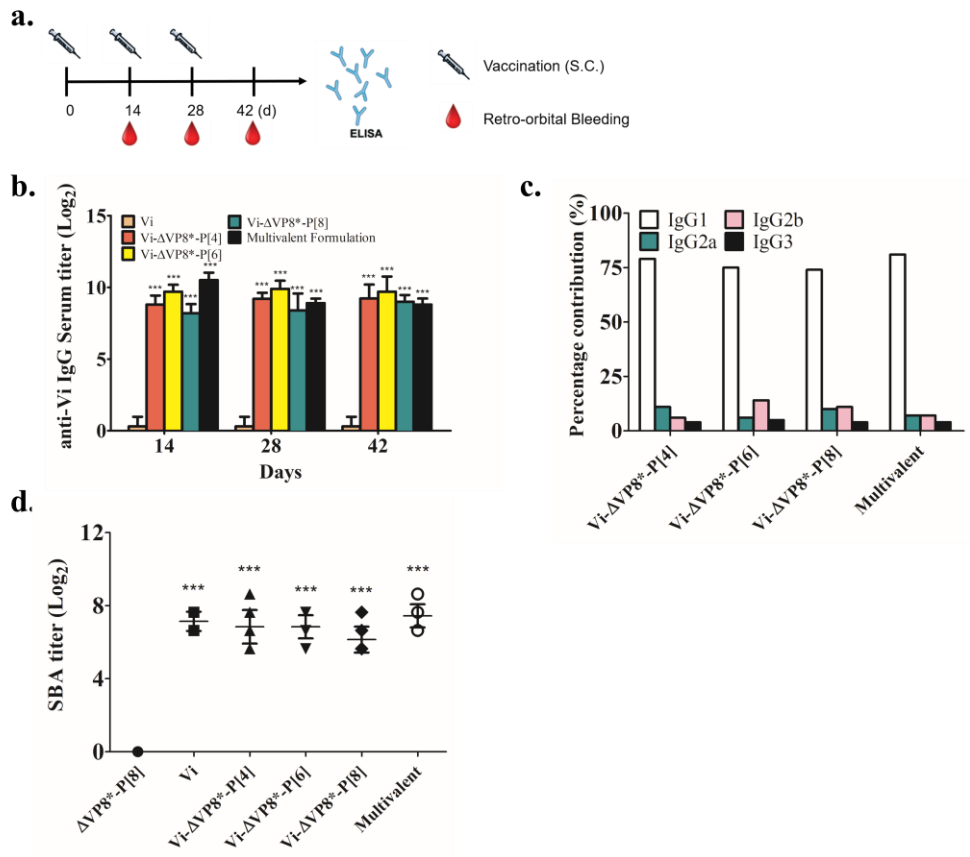 a.
0 14 28 42 (d)
ELISA
Vaccination (S.C.)
Retro-orbital Bleeding
b.
anti-Vi IgG Serum titer (Log₂)
15
10
5
0
Vi
Vi-ΔVP8*-P[4]
Vi-ΔVP8*-P[6]
Vi-ΔVP8*-P[8]
Multivalent Formulation
*** *** *** *** *** *** *** *** *** *** *** ***
14 28 42
Days
c.
Percentage contribution (%)
100
75
50
25
0
IgG1
IgG2a
IgG2b
IgG3
Vi-ΔVP8*-P[4]
Vi-ΔVP8*-P[6]
Vi-ΔVP8*-P[8]
Multivalent
d.
SBA titer (Log₂)
12
8
4
0
*** *** *** *** ***
ΔVP8*-P[8]
Vi
Vi-ΔVP8*-P[4]
Vi-ΔVP8*-P[6]
Vi-ΔVP8*-P[8]
Multivalent